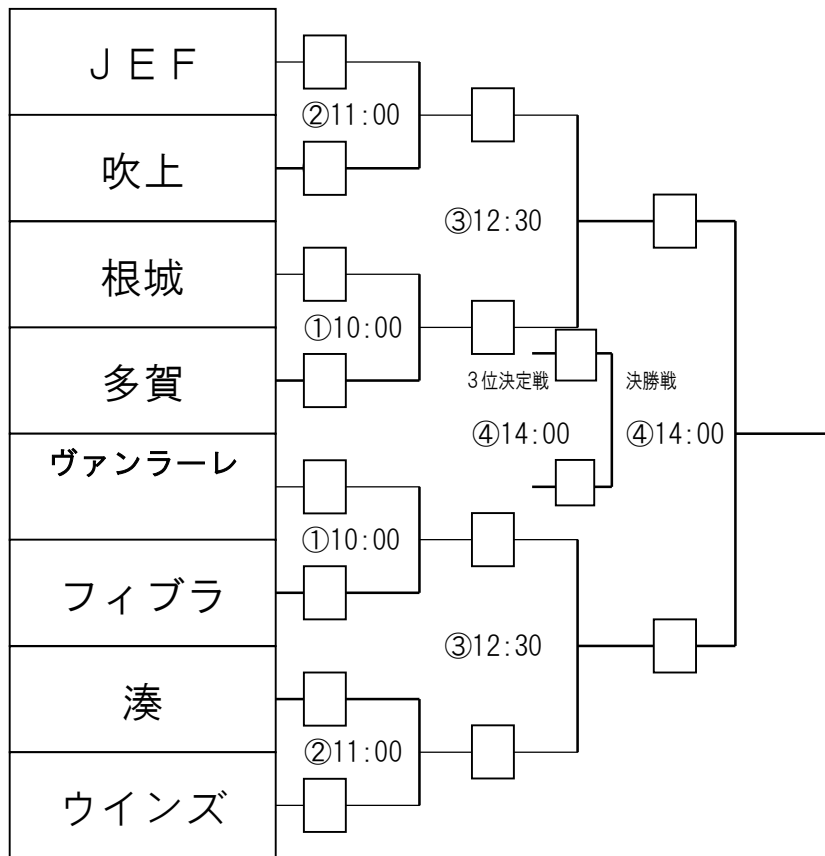 ＪＥＦ
②11:00
吹上
③12:30
根城
①10:00
多賀
3位決定戦
決勝戦
④14:00
④14:00
ヴァンラーレ
①10:00
フィブラ
③12:30
湊
②11:00
ウインズ